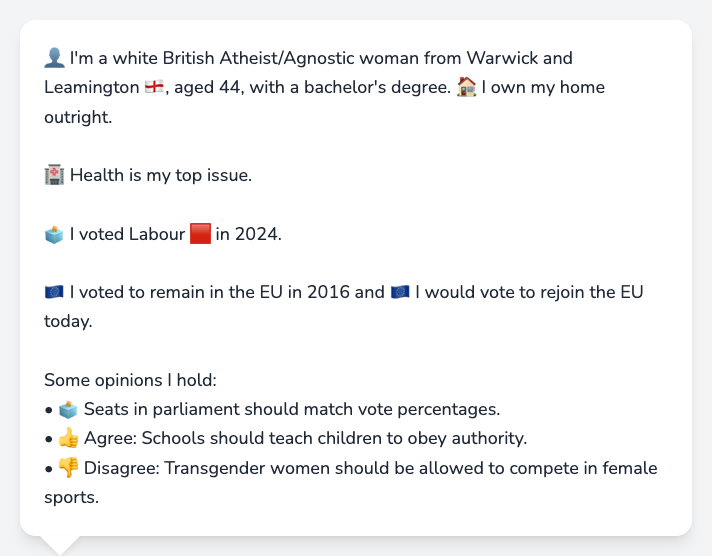 👤 I'm a white British Atheist/Agnostic woman from Warwick and
Leamington 🏴󠁧󠁢󠁥󠁮󠁧󠁿, aged 44, with a bachelor's degree. 🏠 I own my home
outright.
🏥 Health is my top issue.
🗳️ I voted Labour 🟥 in 2024.
🇪🇺 I voted to remain in the EU in 2016 and 🇪🇺 I would vote to rejoin the EU
today.
Some opinions I hold:
• 🗳️ Seats in parliament should match vote percentages.
• 👍 Agree: Schools should teach children to obey authority.
• 👎 Disagree: Transgender women should be allowed to compete in female
sports.